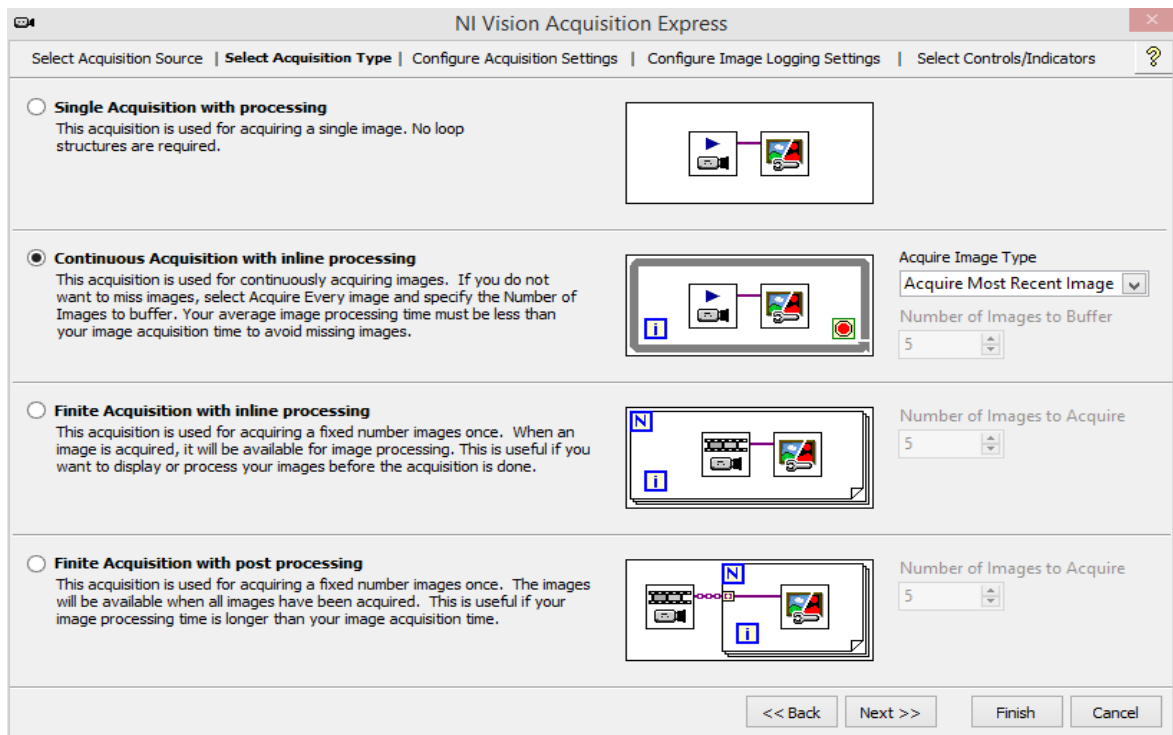 NI Vision Acquisition Express
Select Acquisition Source | Select Acquisition Type | Configure Acquisition Settings | Configure Image Logging Settings | Select Controls/Indicators
Single Acquisition with processing
This acquisition is used for acquiring a single image. No loop
structures are required.
Continuous Acquisition with inline processing
This acquisition is used for continuously acquiring images. If you do not
want to miss images, select Acquire Every image and specify the Number of
Images to buffer. Your average image processing time must be less than
your image acquisition time to avoid missing images.
i
Acquire Image Type
Acquire Most Recent Image
Number of Images to Buffer
5
Finite Acquisition with inline processing
This acquisition is used for acquiring a fixed number images once. When an
image is acquired, it will be available for image processing. This is useful if you
want to display or process your images before the acquisition is done.
N
i
Number of Images to Acquire
5
Finite Acquisition with post processing
This acquisition is used for acquiring a fixed number images once. The images
will be available when all images have been acquired. This is useful if your
image processing time is longer than your image acquisition time.
N
i
Number of Images to Acquire
5
<< Back
Next >>
Finish
Cancel